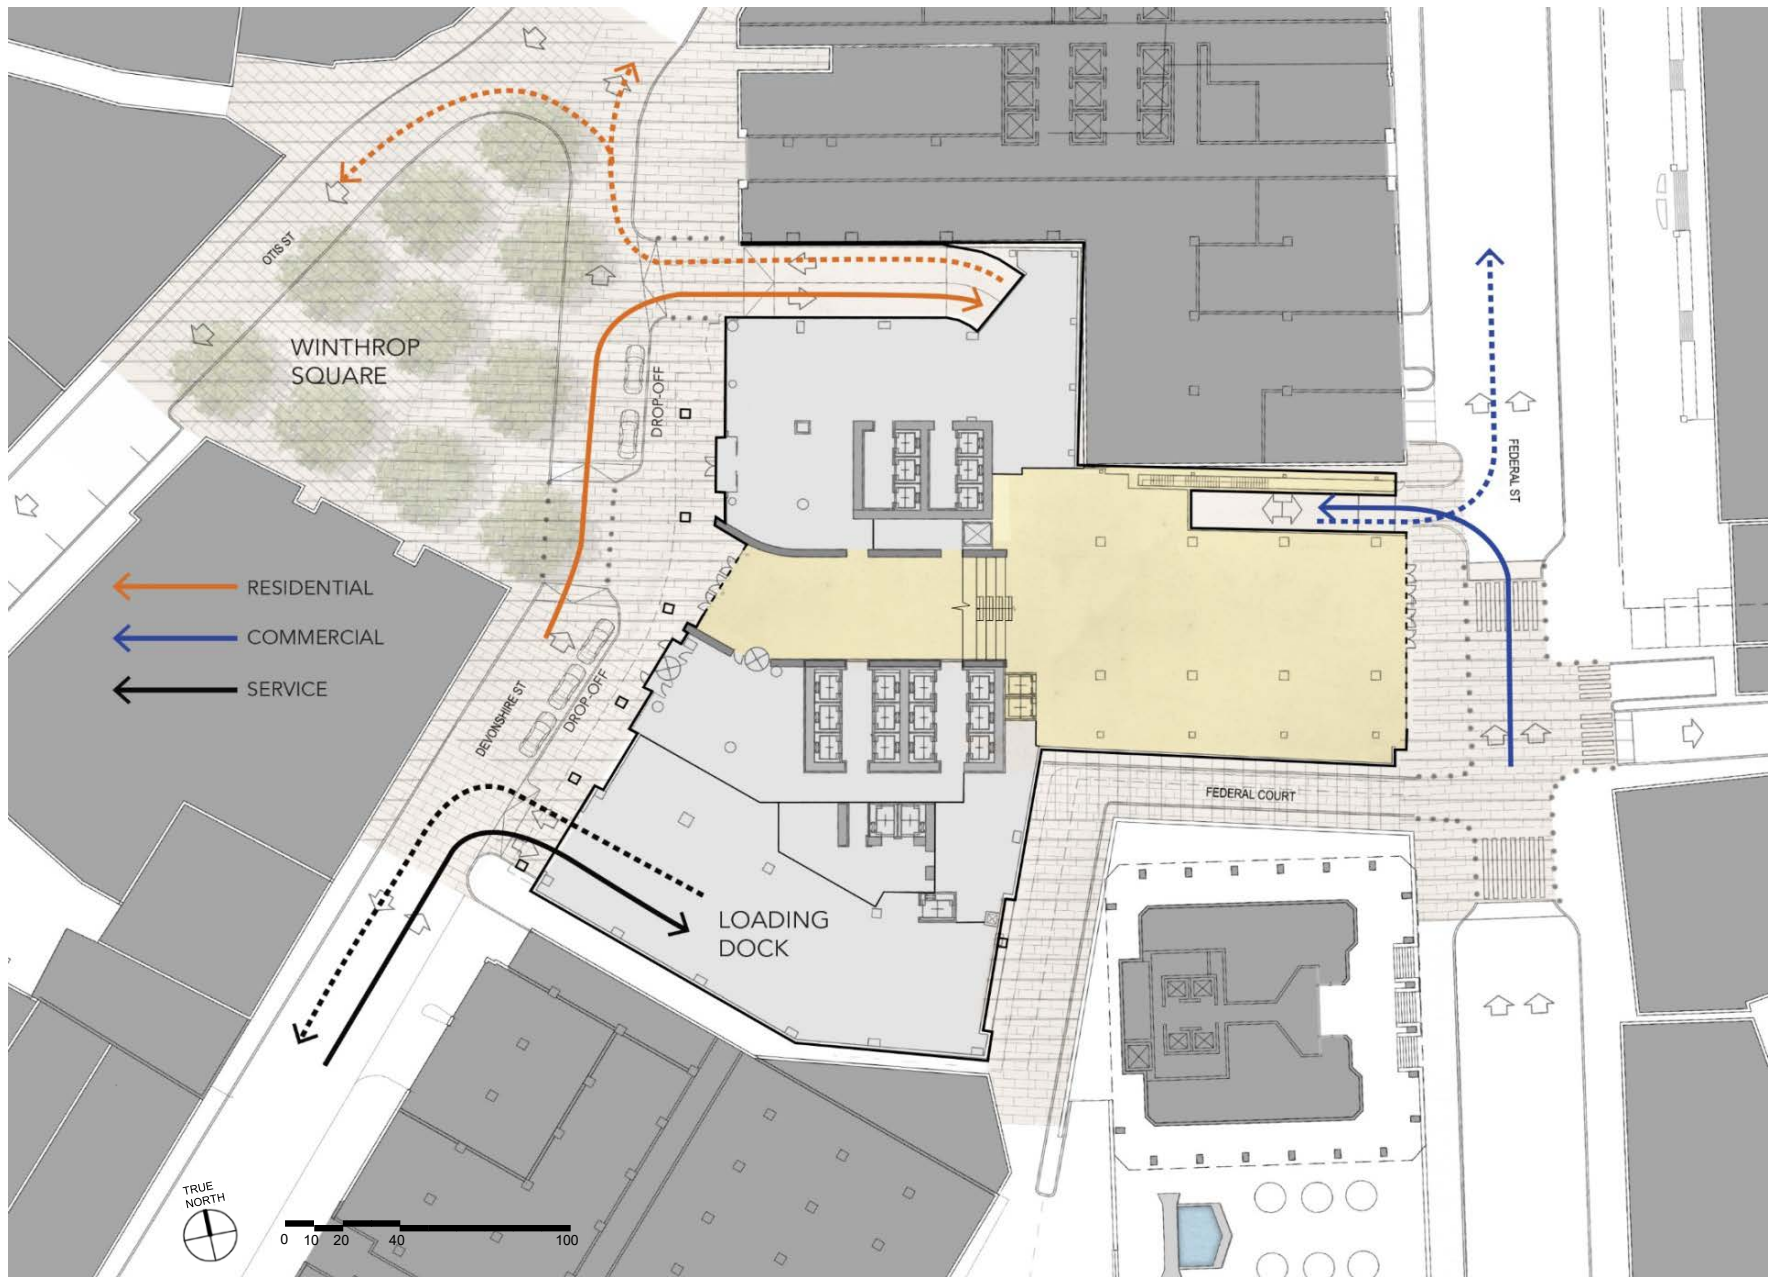 OTIS ST
WINTHROP
SQUARE
DROP-OFF
FEDERAL ST
RESIDENTIAL
COMMERCIAL
SERVICE
DEVONSHIRE ST
DROP-OFF
FEDERAL COURT
LOADING
DOCK
TRUE
NORTH
0 10 20 40 100